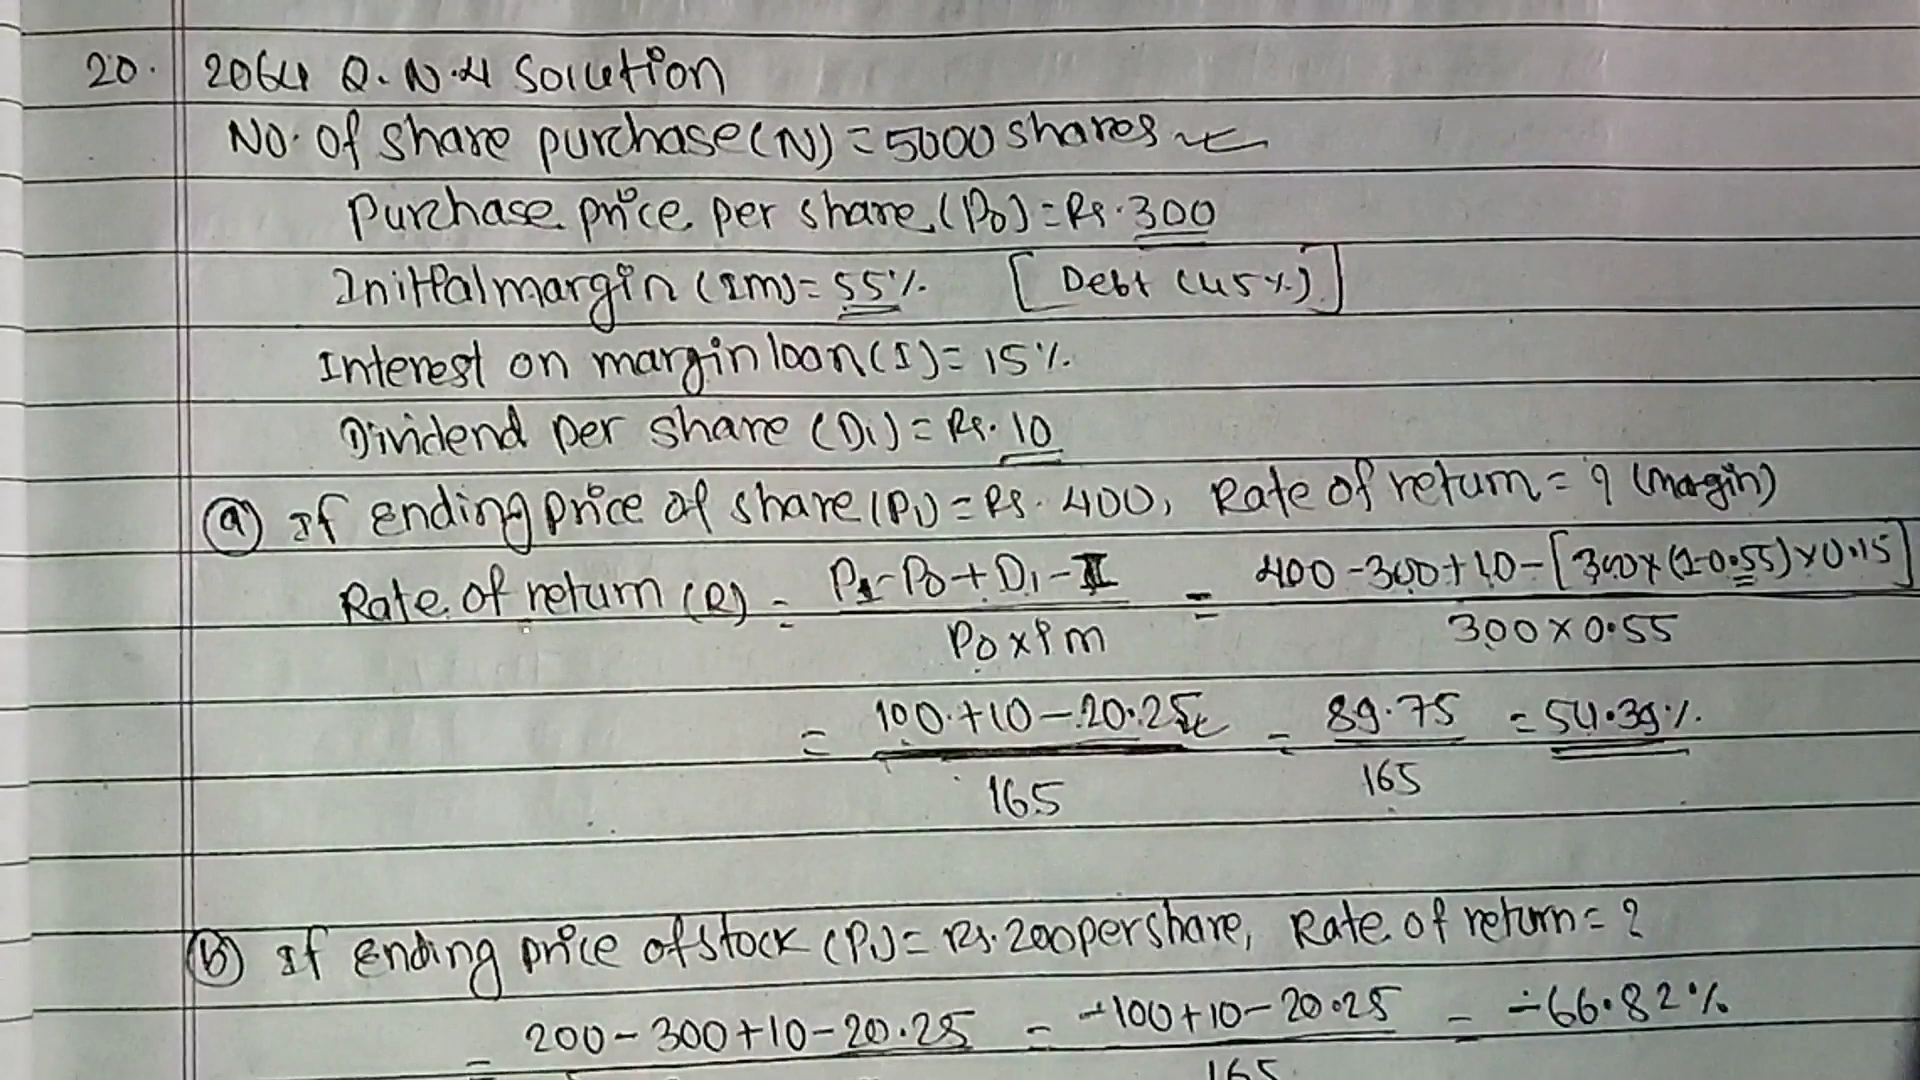 20. 2064 Q.N.4 Solution
No. of share purchase (N) = 5000 shares
Purchase price per share (P0) = Rs. 300
Initial margin (Im) = 55% [Debt (45%)]
Interest on margin loan (I) = 15%
Dividend per share (D1) = Rs. 10
(a) If ending price of share (P1) = Rs. 400, Rate of return = ? (margin)
Rate of return (R) = P1-P0+D1-I / P0 x im = 400-300+10-[300x(1-0.55)x0.15] / 300 x 0.55
= 100+10-20.25 / 165 = 89.75 / 165 = 54.39%
(b) If ending price of stock (P1) = Rs. 200 per share, Rate of return = ?
= 200-300+10-20.25 = -100+10-20.25 / 165 = -66.82%